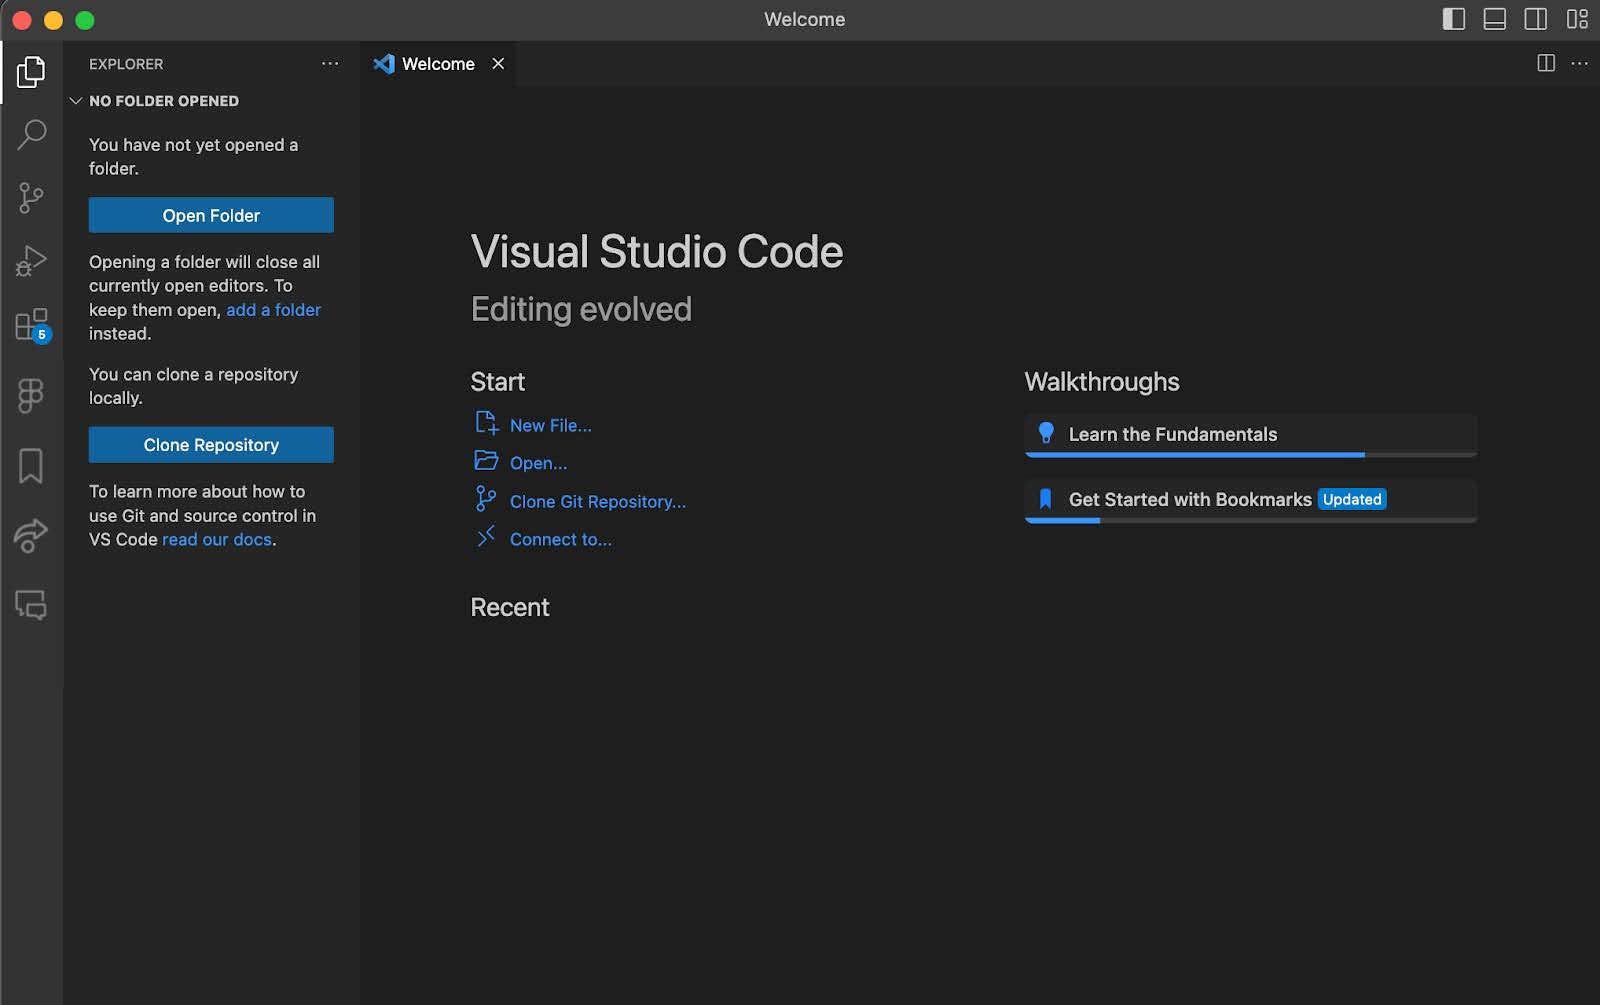 Welcome
EXPLORER
NO FOLDER OPENED
You have not yet opened a
folder.
Open Folder
Opening a folder will close all
currently open editors. To
keep them open, add a folder
instead.
You can clone a repository
locally.
Clone Repository
To learn more about how to
use Git and source control in
VS Code read our docs.
5
Welcome
Visual Studio Code
Editing evolved
Start
New File...
Open...
Clone Git Repository...
Connect to...
Recent
Walkthroughs
Learn the Fundamentals
Get Started with Bookmarks Updated